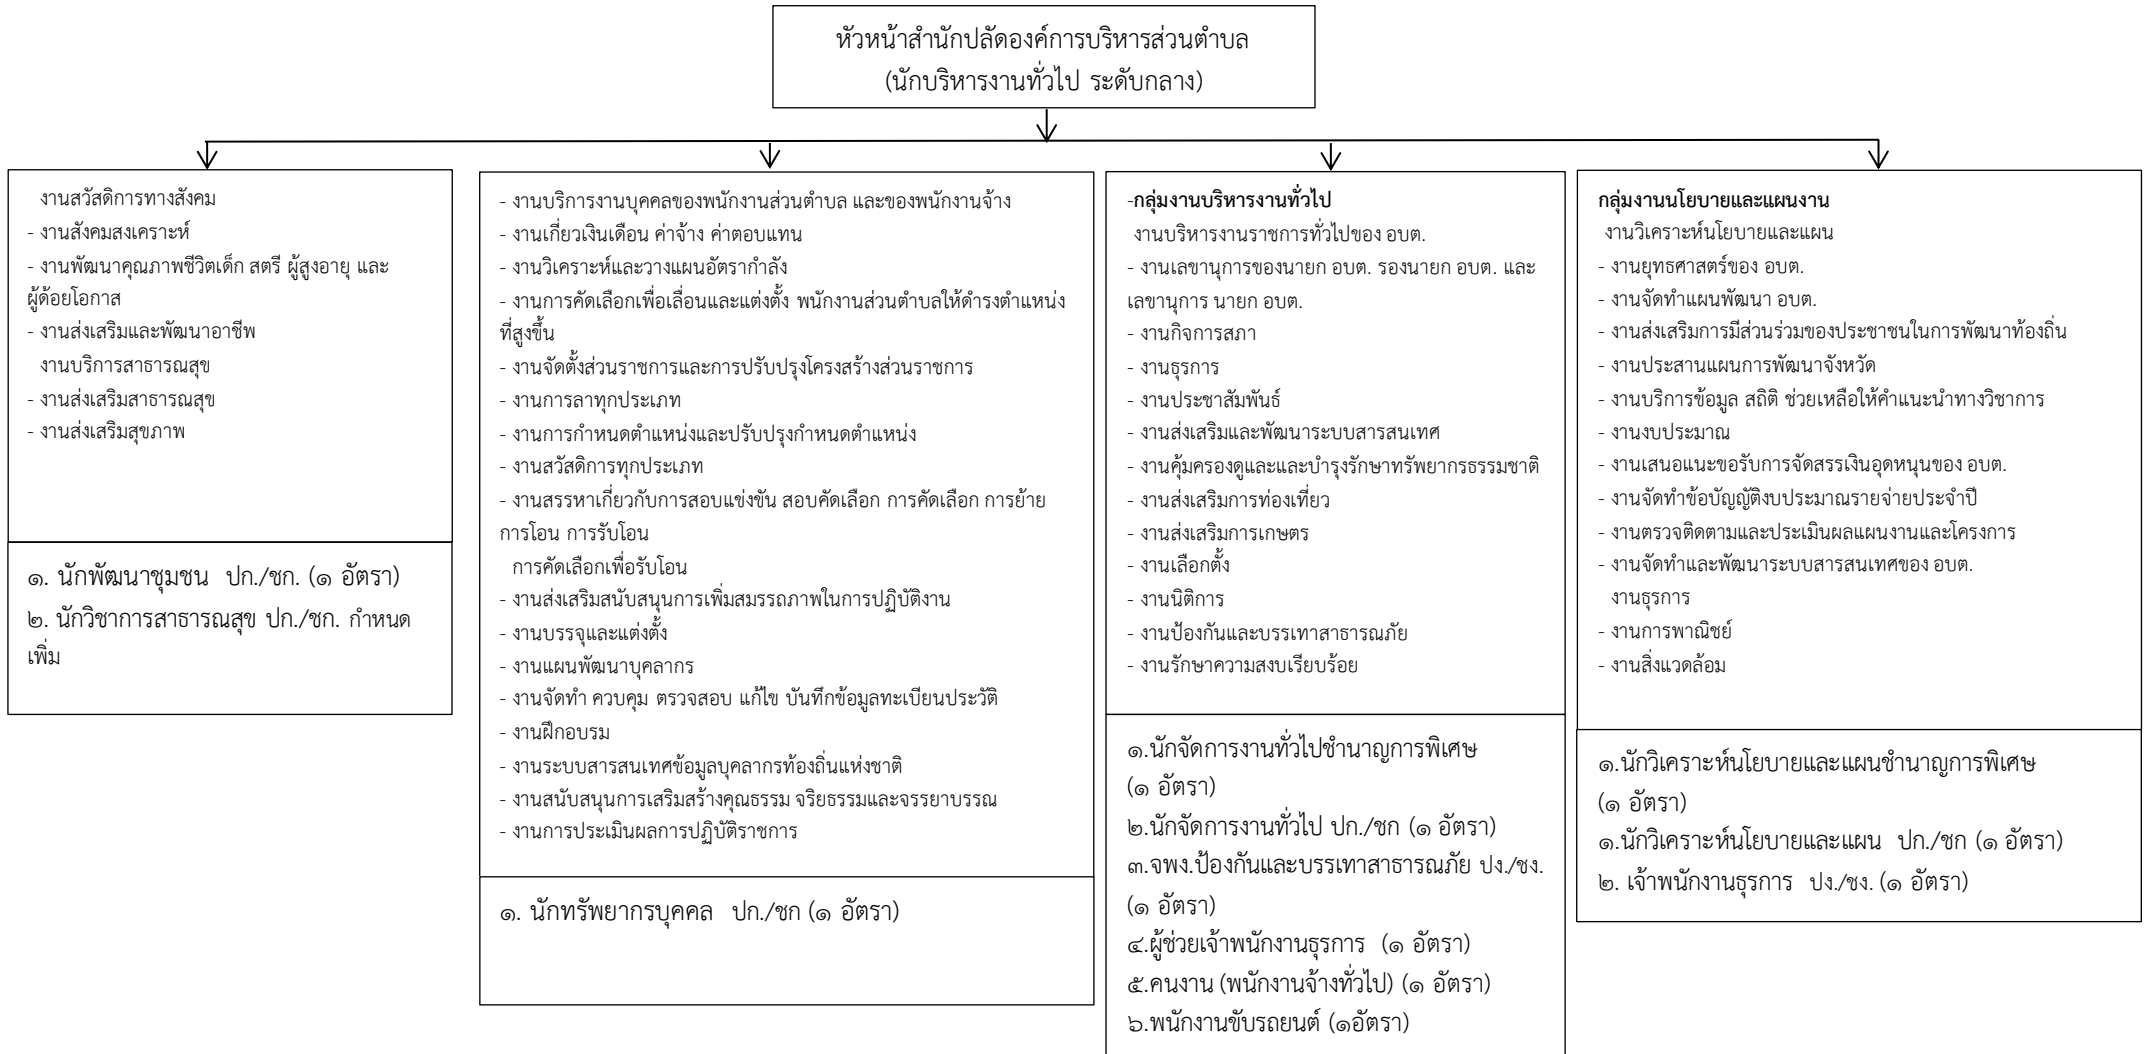 หัวหน้าสำนักปลัดองค์การบริหารส่วนตำบล
(นักบริหารงานทั่วไป ระดับกลาง)
งานสวัสดิการทางสังคม
- งานสังคมสงเคราะห์
- งานพัฒนาคุณภาพชีวิตเด็ก สตรี ผู้สูงอายุ และ
ผู้ด้อยโอกาส
- งานส่งเสริมและพัฒนาอาชีพ
งานบริการสาธารณสุข
- งานส่งเสริมสาธารณสุข
- งานส่งเสริมสุขภาพ
๑. นักพัฒนาชุมชน ปก./ชก. (๑ อัตรา)
๒. นักวิชาการสาธารณสุข ปก./ชก. กำหนด
เพิ่ม
- งานบริการงานบุคคลของพนักงานส่วนตำบล และของพนักงานจ้าง
- งานเกี่ยวเงินเดือน ค่าจ้าง ค่าตอบแทน
- งานวิเคราะห์และวางแผนอัตรากำลัง
- งานการคัดเลือกเพื่อเลื่อนและแต่งตั้ง พนักงานส่วนตำบลให้ดำรงตำแหน่ง
ที่สูงขึ้น
- งานจัดตั้งส่วนราชการและการปรับปรุงโครงสร้างส่วนราชการ
- งานการลาทุกประเภท
- งานการกำหนดตำแหน่งและปรับปรุงกำหนดตำแหน่ง
- งานสวัสดิการทุกประเภท
- งานสรรหาเกี่ยวกับการสอบแข่งขัน สอบคัดเลือก การคัดเลือก การย้าย
การโอน การรับโอน
การคัดเลือกเพื่อรับโอน
- งานส่งเสริมสนับสนุนการเพิ่มสมรรถภาพในการปฏิบัติงาน
- งานบรรจุและแต่งตั้ง
- งานแผนพัฒนาบุคลากร
- งานจัดทำ ควบคุม ตรวจสอบ แก้ไข บันทึกข้อมูลทะเบียนประวัติ
- งานฝึกอบรม
- งานระบบสารสนเทศข้อมูลบุคลากรท้องถิ่นแห่งชาติ
- งานสนับสนุนการเสริมสร้างคุณธรรม จริยธรรมและจรรยาบรรณ
- งานการประเมินผลการปฏิบัติราชการ
๑. นักทรัพยากรบุคคล ปก./ชก (๑ อัตรา)
-กลุ่มงานบริหารงานทั่วไป
งานบริหารงานราชการทั่วไปของ อบต.
- งานเลขานุการของนายก อบต. รองนายก อบต. และ
เลขานุการ นายก อบต.
- งานกิจการสภา
- งานธุรการ
- งานประชาสัมพันธ์
- งานส่งเสริมและพัฒนาระบบสารสนเทศ
- งานคุ้มครองดูและและบำรุงรักษาทรัพยากรธรรมชาติ
- งานส่งเสริมการท่องเที่ยว
- งานส่งเสริมการเกษตร
- งานเลือกตั้ง
- งานนิติการ
- งานป้องกันและบรรเทาสาธารณภัย
- งานรักษาความสงบเรียบร้อย
๑.นักจัดการงานทั่วไปชำนาญการพิเศษ
(๑ อัตรา)
๒.นักจัดการงานทั่วไป ปก./ชก (๑ อัตรา)
๓.จพง.ป้องกันและบรรเทาสาธารณภัย ปง./ชง.
(๑ อัตรา)
๔.ผู้ช่วยเจ้าพนักงานธุรการ (๑ อัตรา)
๕.คนงาน (พนักงานจ้างทั่วไป) (๑ อัตรา)
๖.พนักงานขับรถยนต์ (๑อัตรา)
กลุ่มงานนโยบายและแผนงาน
งานวิเคราะห์นโยบายและแผน
- งานยุทธศาสตร์ของ อบต.
- งานจัดทำแผนพัฒนา อบต.
- งานส่งเสริมการมีส่วนร่วมของประชาชนในการพัฒนาท้องถิ่น
- งานประสานแผนการพัฒนาจังหวัด
- งานบริการข้อมูล สถิติ ช่วยเหลือให้คำแนะนำทางวิชาการ
- งานงบประมาณ
- งานเสนอแนะขอรับการจัดสรรเงินอุดหนุนของ อบต.
- งานจัดทำข้อบัญญัติงบประมาณรายจ่ายประจำปี
- งานตรวจติดตามและประเมินผลแผนงานและโครงการ
- งานจัดทำและพัฒนาระบบสารสนเทศของ อบต.
งานธุรการ
- งานการพาณิชย์
- งานสิ่งแวดล้อม
๑.นักวิเคราะห์นโยบายและแผนชำนาญการพิเศษ
(๑ อัตรา)
๑.นักวิเคราะห์นโยบายและแผน ปก./ชก (๑ อัตรา)
๒. เจ้าพนักงานธุรการ ปง./ชง. (๑ อัตรา)